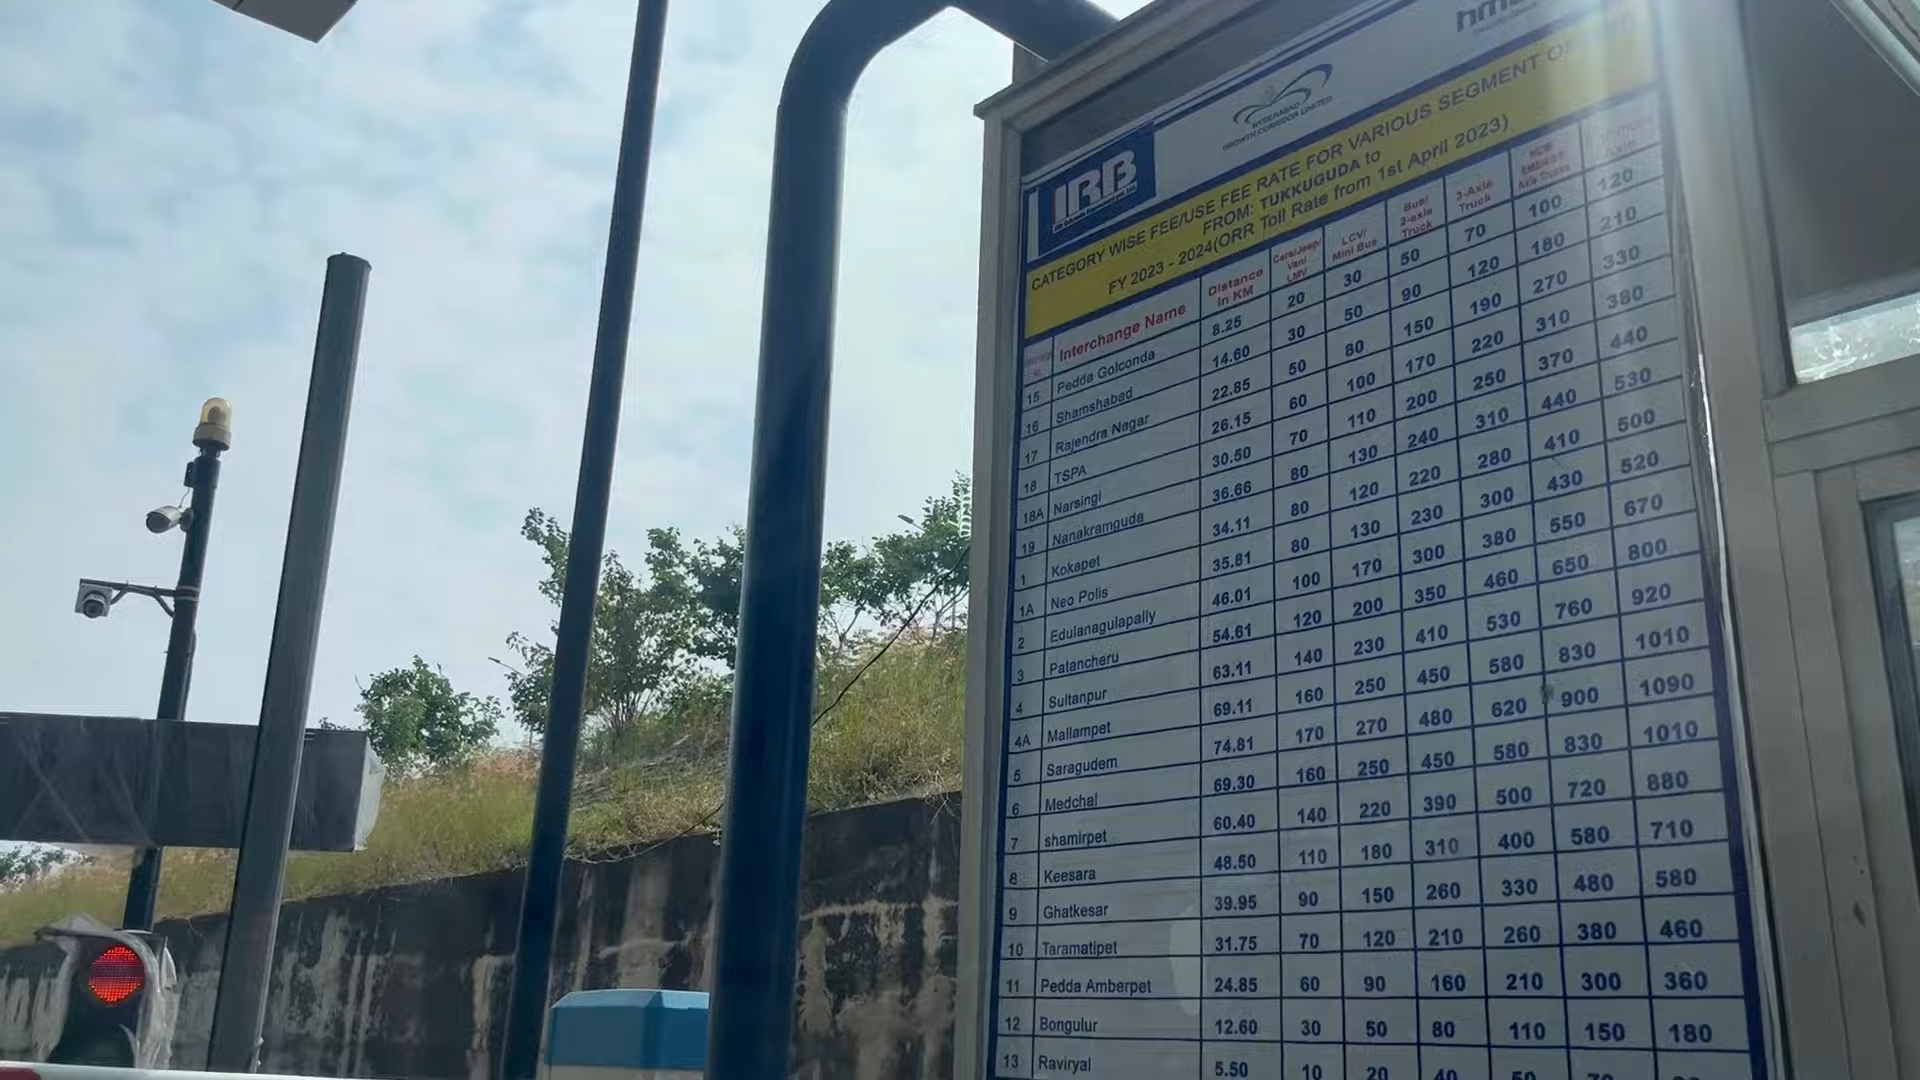 IRB
HYDERABAD
GROWTH CORRIDOR LIMITED
CATEGORY WISE FEE/USE FEE RATE FOR VARIOUS SEGMENT
FROM: TUKKUGUDA to
FY 2023 - 2024(ORR Toll Rate from 1st April 2023)
Interchange Name Distance in KM Cars/Jeep/Van/LMV LCV/Mini Bus Bus/2-axle Truck 3-Axle Truck
15 Pedda Golconda 8.25 20 30 50 70 100 120
16 Shamshabad 14.60 30 50 90 120 180 210
17 Rajendra Nagar 22.85 50 80 150 190 270 330
18 TSPA 26.15 60 100 170 220 310 380
18A Narsingi 30.50 70 110 200 250 370 440
19 Nanakramguda 36.66 80 130 240 310 440 530
1 Kokapet 34.11 80 120 220 280 410 500
1A Neo Polis 35.81 80 130 230 300 430 520
2 Edulanagulapally 46.01 100 170 300 380 550 670
3 Patancheru 54.61 120 200 350 460 650 800
4 Sultanpur 63.11 140 230 410 530 760 920
4A Mallampet 69.11 160 250 450 580 830 1010
5 Saragudem 74.81 170 270 480 620 900 1090
6 Medchal 69.30 160 250 450 580 830 1010
7 shamirpet 60.40 140 220 390 500 720 880
8 Keesara 48.50 110 180 310 400 580 710
9 Ghatkesar 39.95 90 150 260 330 480 580
10 Taramatipet 31.75 70 120 210 260 380 460
11 Pedda Amberpet 24.85 60 90 160 210 300 360
12 Bongulur 12.60 30 50 80 110 150 180
13 Raviryal 5.50 10 20 40 50